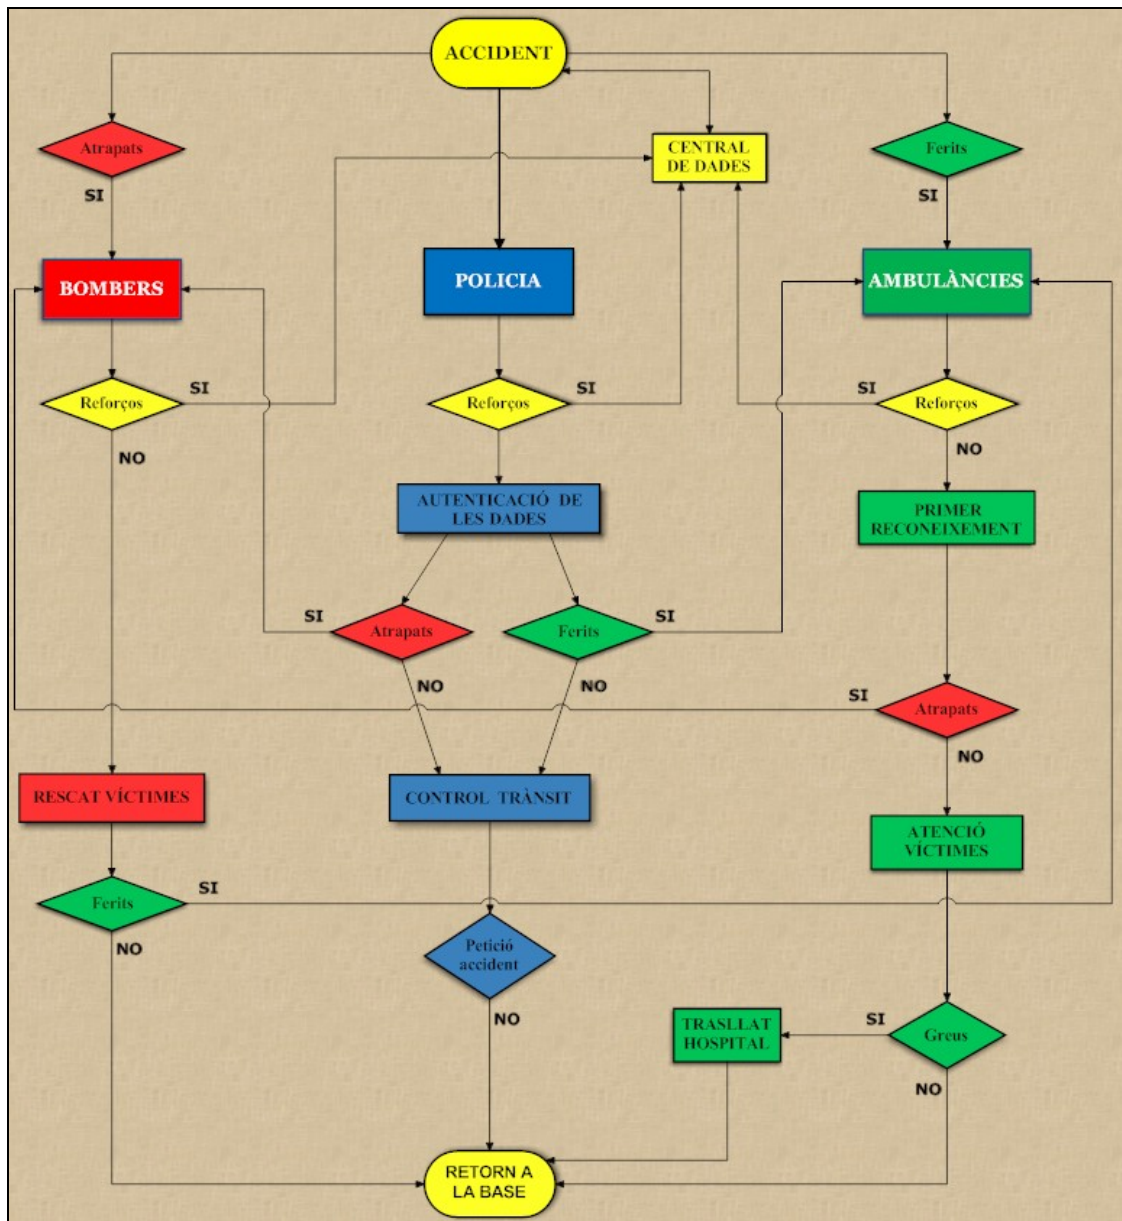 ACCIDENT
Atrapats
CENTRAL
DE DADES
Ferits
SI
SI
BOMBERS
POLICIA
AMBULÀNCIES
Reforços
SI
Reforços
SI
SI
Reforços
NO
NO
AUTENTICACIÓ DE
LES DADES
PRIMER
RECONEIXEMENT
SI
Atrapats
Ferits
SI
NO
NO
SI
Atrapats
NO
RESCAT VÍCTIMES
CONTROL TRÀNSIT
ATENCIÓ
VÍCTIMES
Ferits
SI
NO
Petició
accident
NO
TRASLLAT
HOSPITAL
SI
Greus
NO
RETORN A
LA BASE